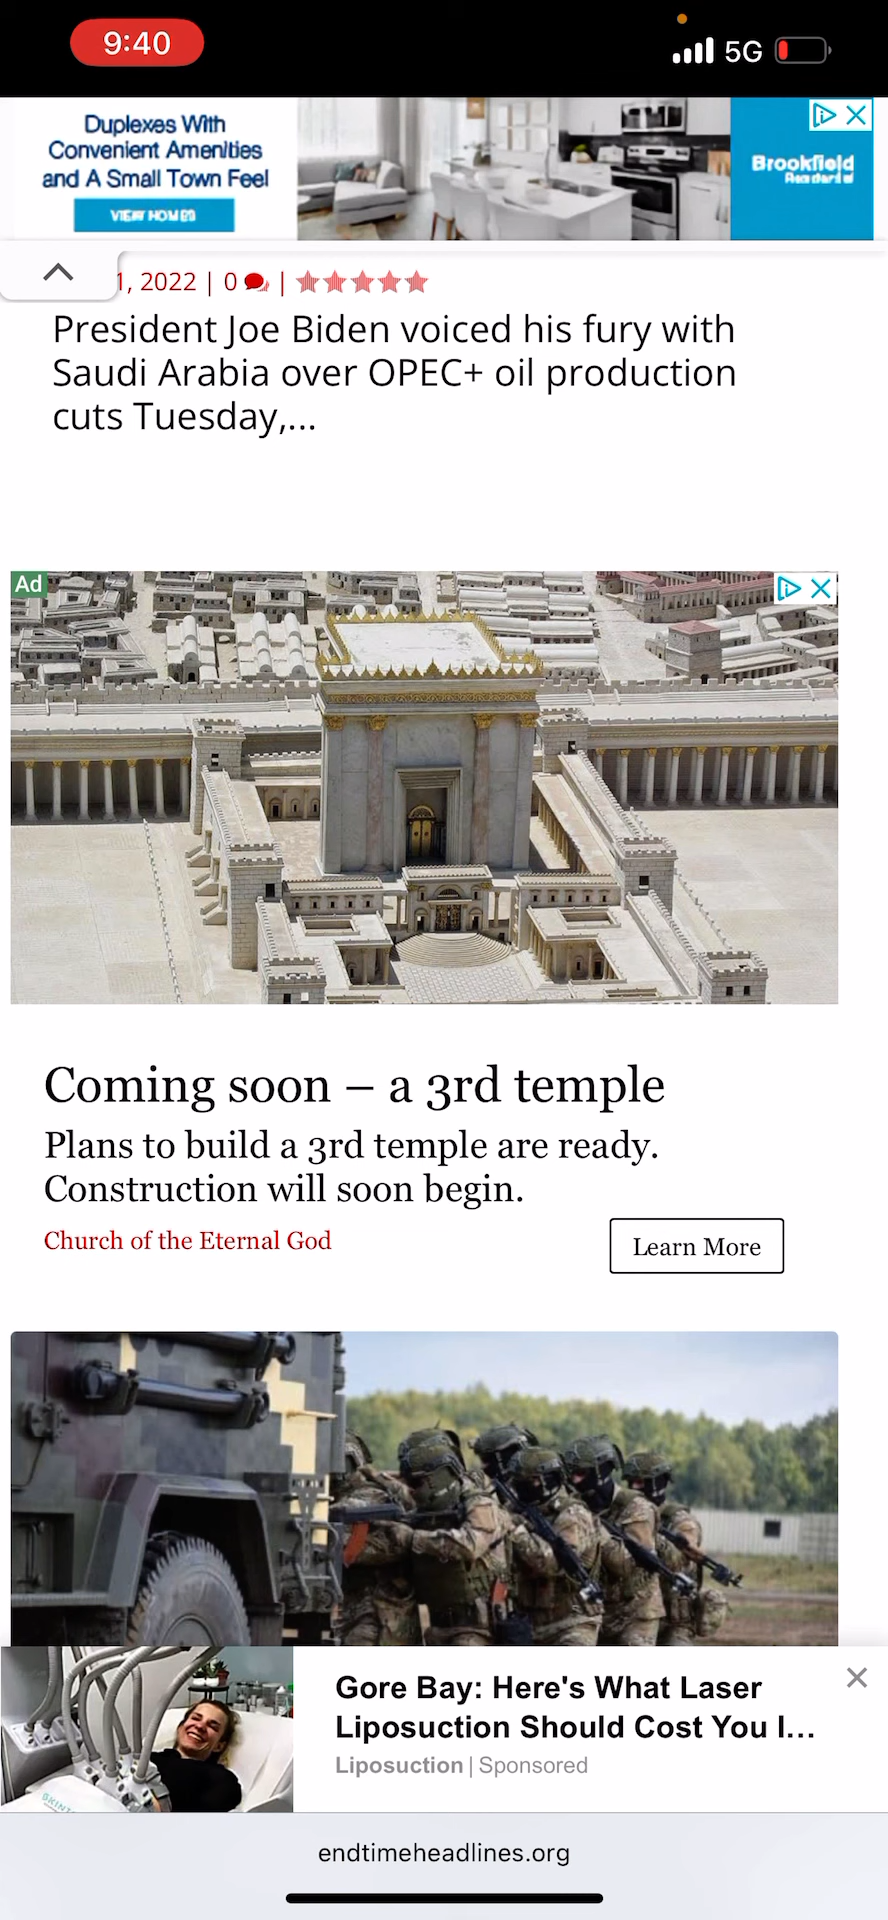 9:40
5G
Duplexes With
Convenient Amenities
and A Small Town Feel
VIEW HOMES
Brookfield
Residential
1, 2022 | 0 |
President Joe Biden voiced his fury with
Saudi Arabia over OPEC+ oil production
cuts Tuesday,...
Ad
Coming soon – a 3rd temple
Plans to build a 3rd temple are ready.
Construction will soon begin.
Church of the Eternal God
Learn More
Gore Bay: Here's What Laser
Liposuction Should Cost You I...
Liposuction | Sponsored
endtimeheadlines.org